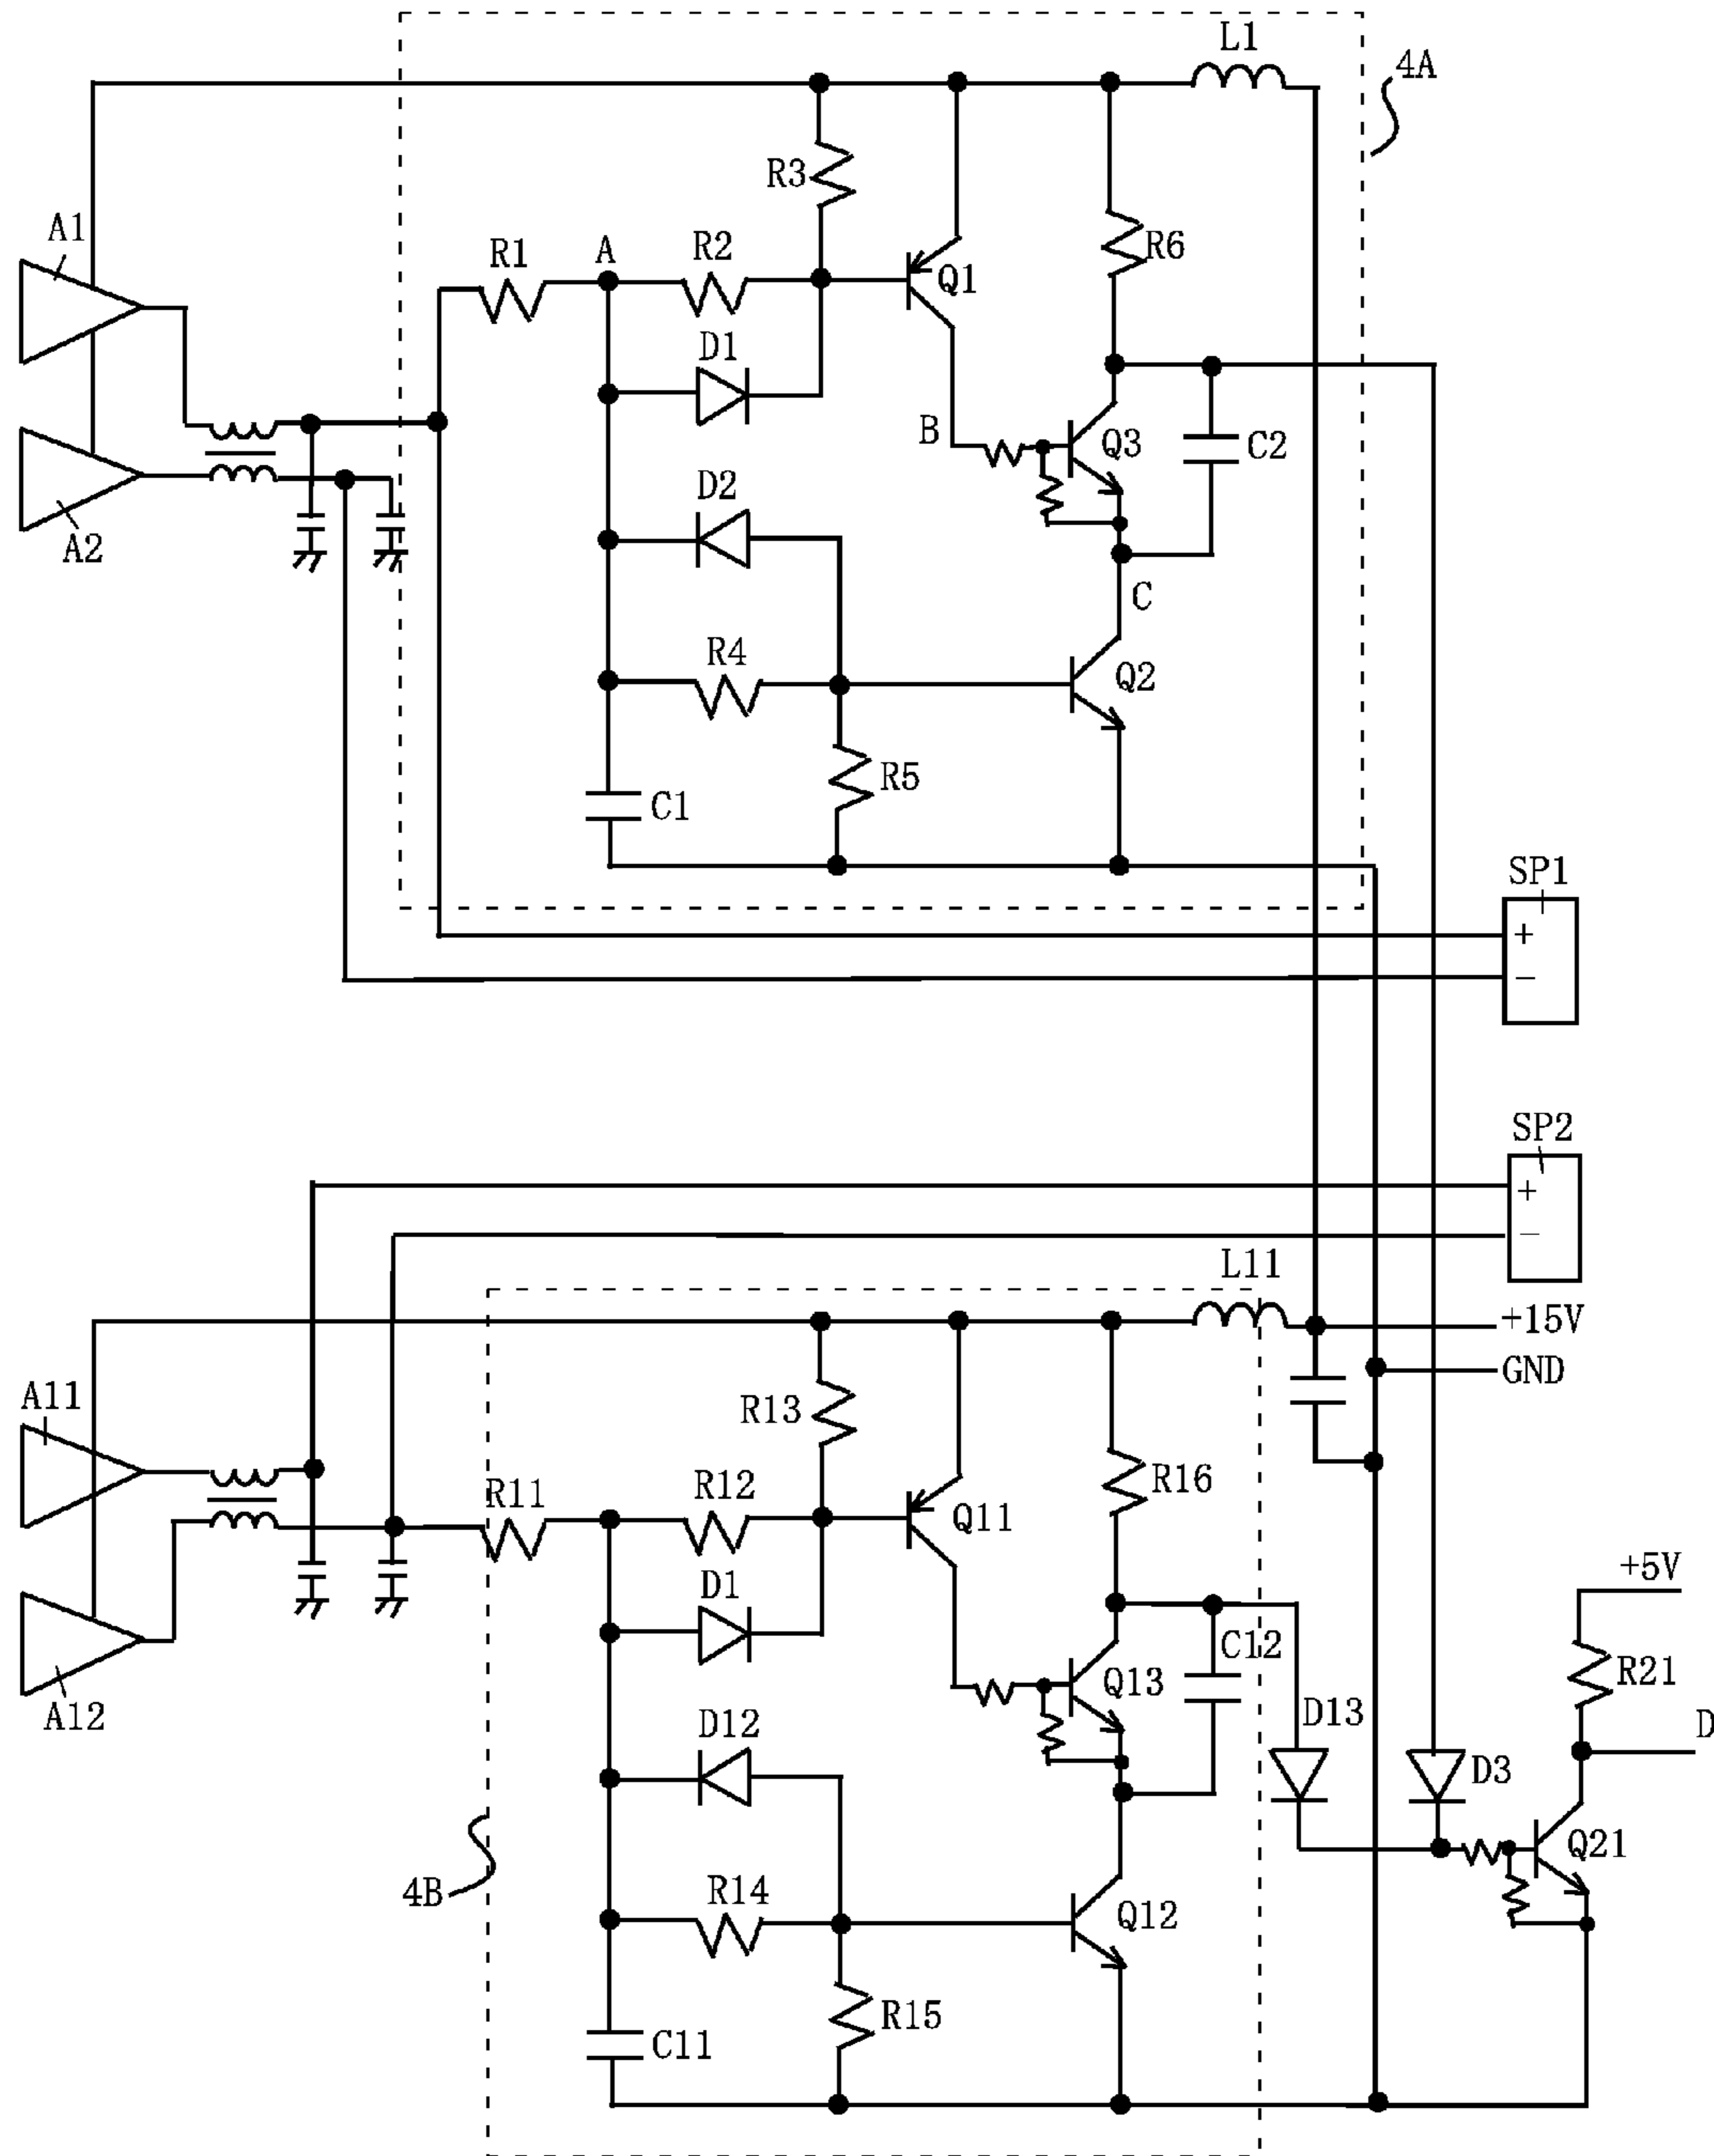 L1
4A
R3
A1
R1
A
R2
Q1
R6
D1
B
Q3
C2
A2
D2
C
R4
Q2
R5
C1
SP1
+
−
SP2
+
−
L11
+15V
GND
A11
R13
R11
R12
Q11
R16
+5V
D1
C12
R21
A12
D12
Q13
D13
D
D3
Q21
4B
R14
Q12
R15
C11